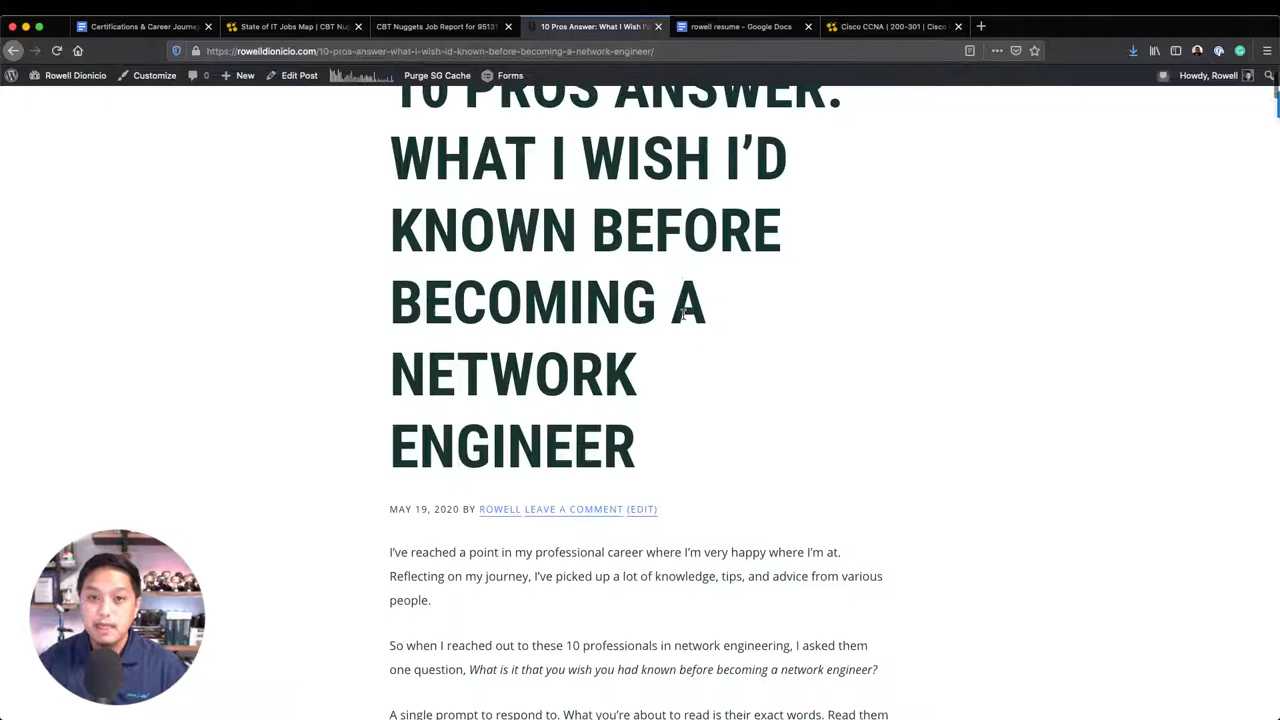 Certifications & Career Journe
State of IT Jobs Map | CBT Nu
CBT Nuggets Job Report for 95131
10 Pros Answer: What I Wish I'
rowell resume - Google Docs
Cisco CCNA | 200-301 | Cisco
https://rowelldionicio.com/10-pros-answer-what-i-wish-id-known-before-becoming-a-network-engineer/
Rowell Dionicio
Customize
0
New
Edit Post
Purge SG Cache
Forms
Howdy, Rowell
10 PROS ANSWER:
WHAT I WISH I’D
KNOWN BEFORE
BECOMING A
NETWORK
ENGINEER
MAY 19, 2020 BY ROWELL LEAVE A COMMENT (EDIT)
I’ve reached a point in my professional career where I’m very happy where I’m at.
Reflecting on my journey, I’ve picked up a lot of knowledge, tips, and advice from various
people.
So when I reached out to these 10 professionals in network engineering, I asked them
one question, What is it that you wish you had known before becoming a network engineer?
A single prompt to respond to. What you’re about to read is their exact words. Read them